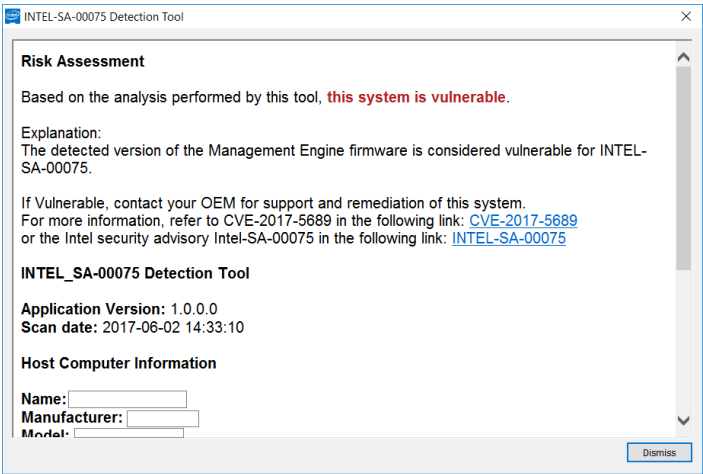 INTEL-SA-00075 Detection Tool
Risk Assessment
Based on the analysis performed by this tool, this system is vulnerable.
Explanation:
The detected version of the Management Engine firmware is considered vulnerable for INTEL-
SA-00075.
If Vulnerable, contact your OEM for support and remediation of this system.
For more information, refer to CVE-2017-5689 in the following link: CVE-2017-5689
or the Intel security advisory Intel-SA-00075 in the following link: INTEL-SA-00075
INTEL_SA-00075 Detection Tool
Application Version: 1.0.0.0
Scan date: 2017-06-02 14:33:10
Host Computer Information
Name:
Manufacturer:
Model:
Dismiss